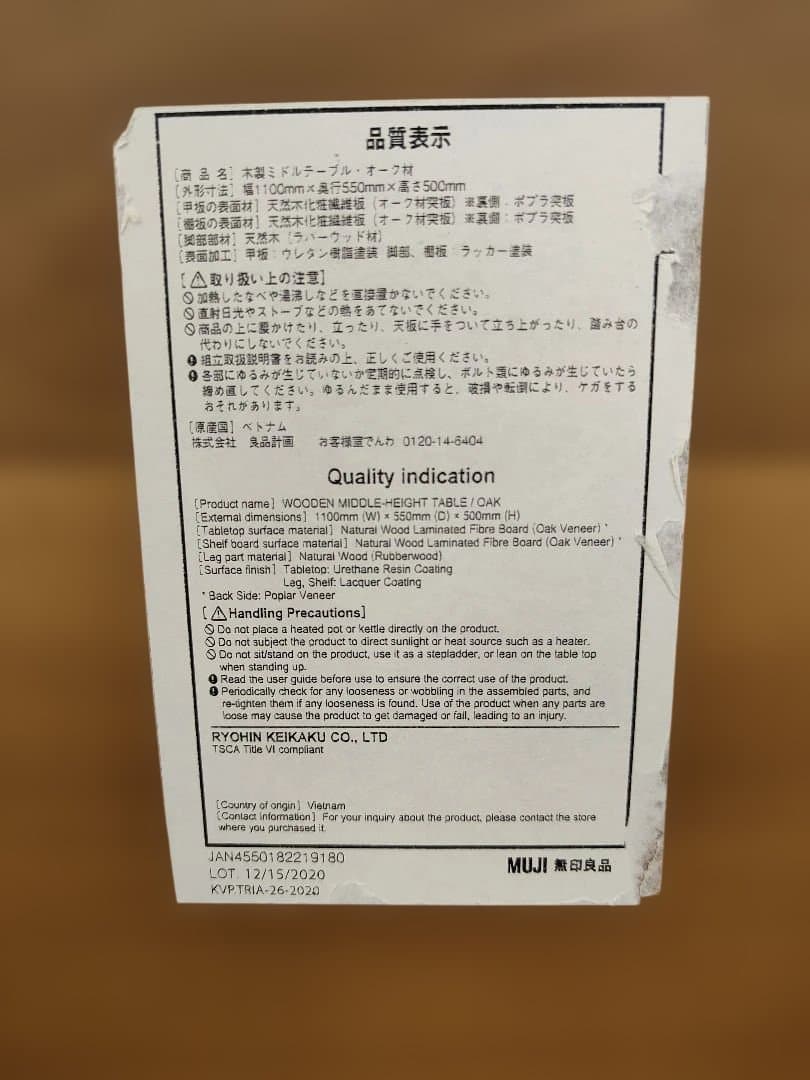 品質表示
[商 品 名] 木製ミドルテーブル・オーク材
[外形寸法] 幅1100mm×奥行550mm×高さ500mm
[甲板の表面材] 天然木化粧繊維板 (オーク材突板) ※裏側：ポプラ突板
[棚板の表面材] 天然木化粧繊維板 (オーク材突板) ※裏側：ポプラ突板
[脚部部材] 天然木 (ラバーウッド材)
[表面加工] 甲板：ウレタン樹脂塗装 脚部、棚板：ラッカー塗装
[⚠取り扱い上の注意]
加熱したなべや湯沸しなどを直接置かないでください。
直射日光やストーブなどの熱をあてないでください。
商品の上に腰かけたり、立ったり、天板に手をついて立ち上がったり、踏み台の
代わりにしないでください。
組立取扱説明書をお読みの上、正しくご使用ください。
各部にゆるみが生じていないか定期的に点検し、ボルト類にゆるみが生じていたら
締め直してください。ゆるんだまま使用すると、破損や転倒により、ケガをする
おそれがあります。
[原産国] ベトナム
株式会社 良品計画 お客様室でんわ 0120-14-6404
Quality indication
[Product name] WOODEN MIDDLE-HEIGHT TABLE / OAK
[External dimensions] 1100mm (W) × 550mm (D) × 500mm (H)
[Tabletop surface material] Natural Wood Laminated Fibre Board (Oak Veneer) *
[Shelf board surface material] Natural Wood Laminated Fibre Board (Oak Veneer) *
[Leg part material] Natural Wood (Rubberwood)
[Surface finish] Tabletop: Urethane Resin Coating
Leg, Shelf: Lacquer Coating
* Back Side: Poplar Veneer
[⚠Handling Precautions]
Do not place a heated pot or kettle directly on the product.
Do not subject the product to direct sunlight or heat source such as a heater.
Do not sit/stand on the product, use it as a stepladder, or lean on the table top
when standing up.
Read the user guide before use to ensure the correct use of the product.
Periodically check for any looseness or wobbling in the assembled parts, and
re-tighten them if any looseness is found. Use of the product when any parts are
loose may cause the product to get damaged or fall, leading to an injury.
RYOHIN KEIKAKU CO., LTD
TSCA Title VI compliant
[Country of origin] Vietnam
[Contact Information] For your inquiry about the product, please contact the store
where you purchased it.
JAN4550182219180
LOT. 12/15/2020
KVP.TRIA-26-2020
MUJI 無印良品